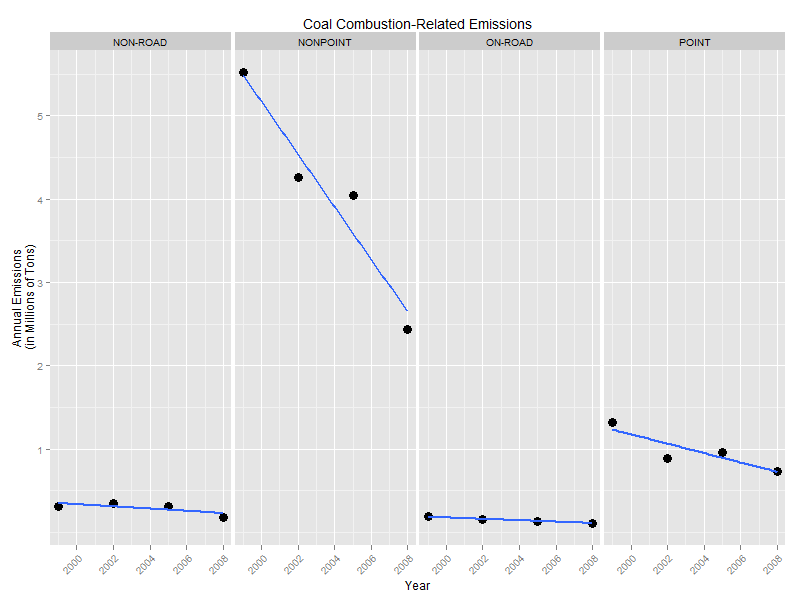 Coal Combustion-Related Emissions
NON-ROAD NONPOINT ON-ROAD POINT
Annual Emissions
(in Millions of Tons)
5
4
3
2
1
2000 2002 2004 2006 2008 2000 2002 2004 2006 2008 2000 2002 2004 2006 2008 2000 2002 2004 2006 2008
Year